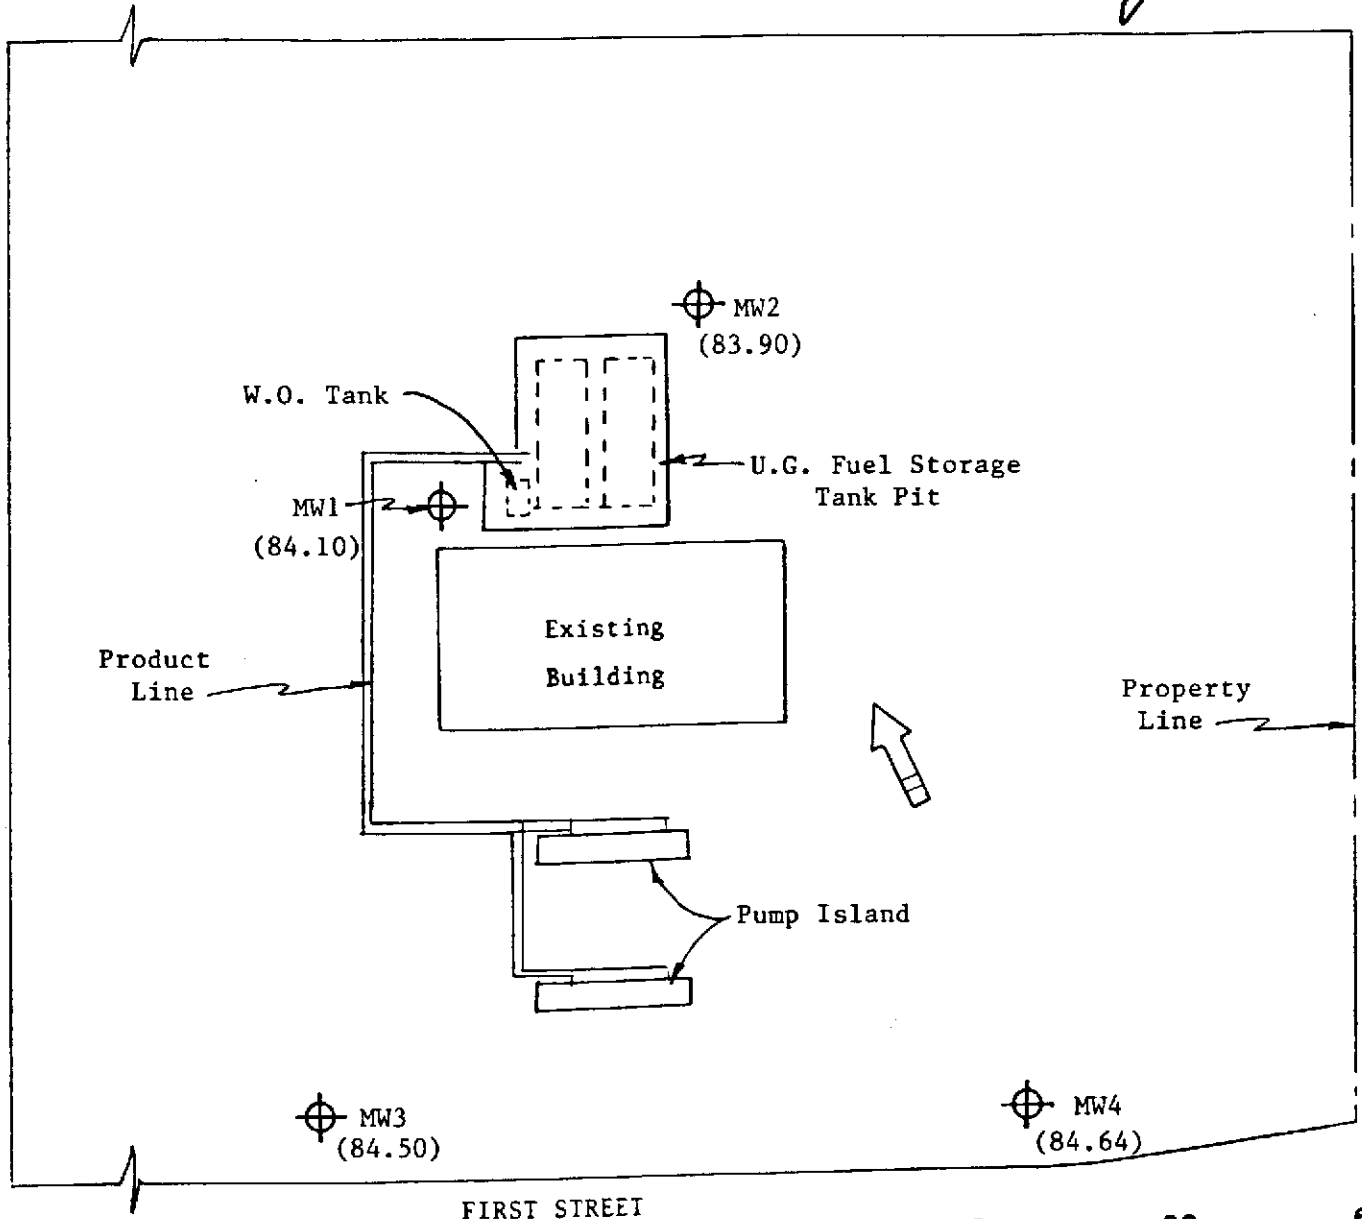 MW2
(83.90)
W.O. Tank
U.G. Fuel Storage
Tank Pit
MW1
(84.10)
Existing
Building
Product
Line
Property
Line
Pump Island
MW3
(84.50)
MW4
(84.64)
FIRST STREET